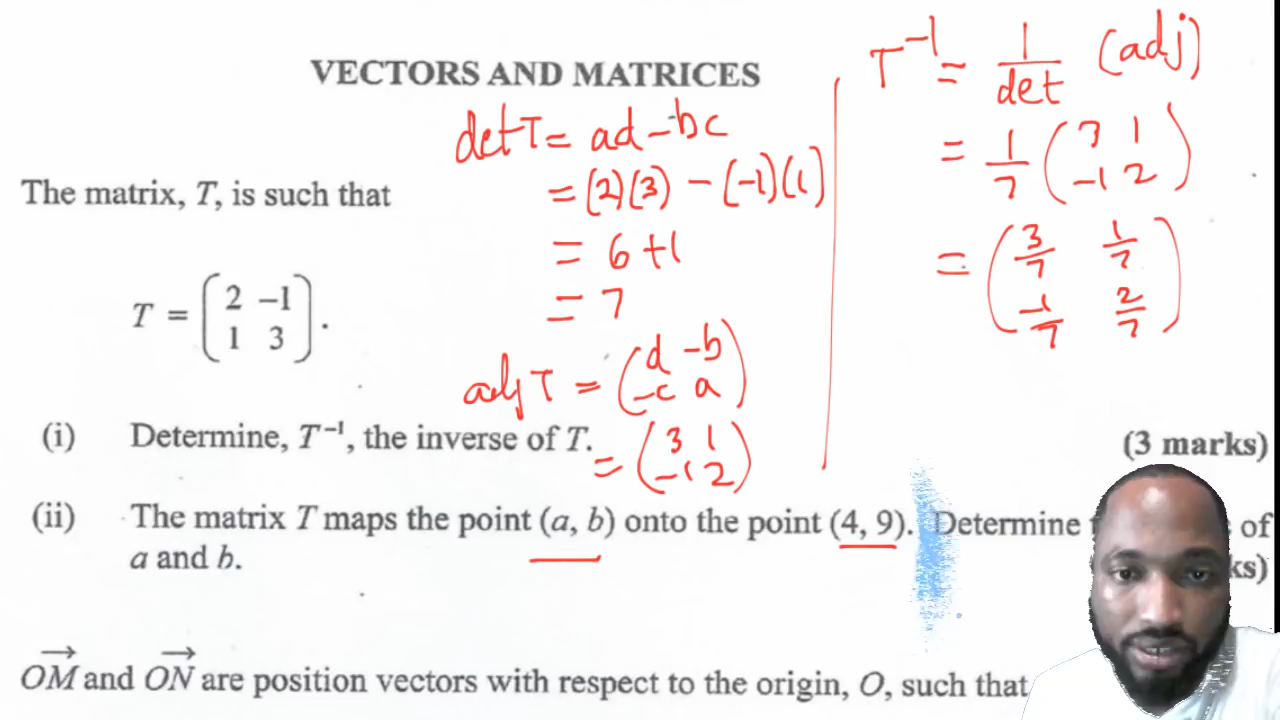 VECTORS AND MATRICES
The matrix, T, is such that
T = ( 2 −1
1 3 ).
det T = ad − bc
= (2)(3) − (−1)(1)
= 6 + 1
= 7
adj T = ( d −b
−c a )
= ( 3 1
−1 2 )
T⁻¹ = 1/det (adj)
= 1/7 ( 3 1
−1 2 )
= ( 3/7 1/7
−1/7 2/7 )
(i) Determine, T⁻¹, the inverse of T.
(3 marks)
(ii) The matrix T maps the point (a, b) onto the point (4, 9). Determine of
a and b.
OM and ON are position vectors with respect to the origin, O, such that